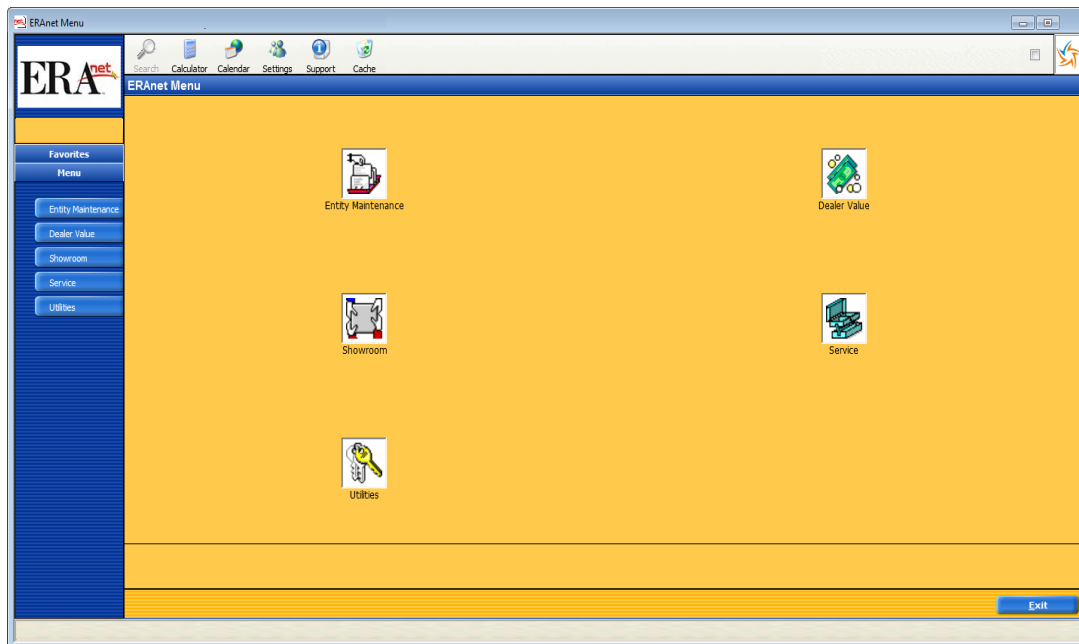 ERAnet Menu
ERAnet
Search Calculator Calendar Settings Support Cache
ERAnet Menu
Favorites
Menu
Entity Maintenance
Dealer Value
Showroom
Service
Utilities
Entity Maintenance
Dealer Value
Showroom
Service
Utilities
Exit